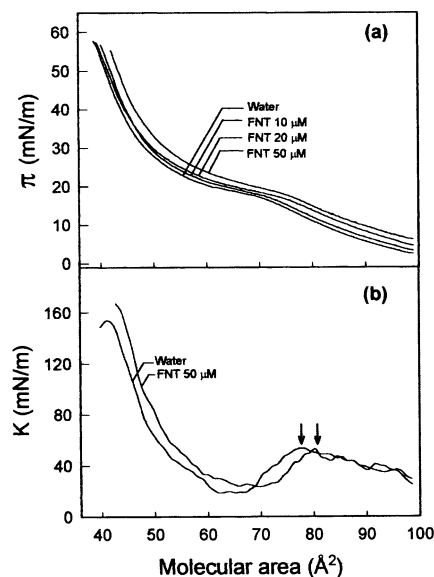 (a)
60
50
40
30
20
10
0
π (mN/m)
Water
FNT 10 μM
FNT 20 μM
FNT 50 μM
(b)
160
120
80
40
0
K (mN/m)
Water
FNT 50 μM
40 50 60 70 80 90 100
Molecular area (Å²)